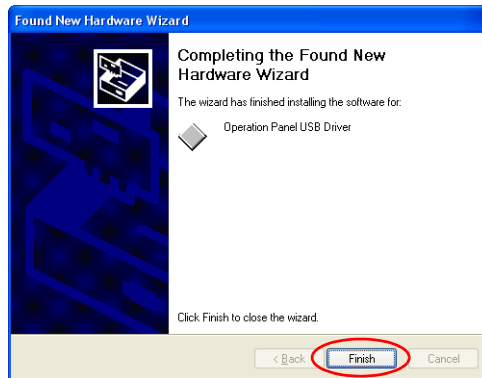 Found New Hardware Wizard
Completing the Found New
Hardware Wizard
The wizard has finished installing the software for:
Operation Panel USB Driver
Click Finish to close the wizard.
< Back
Finish
Cancel